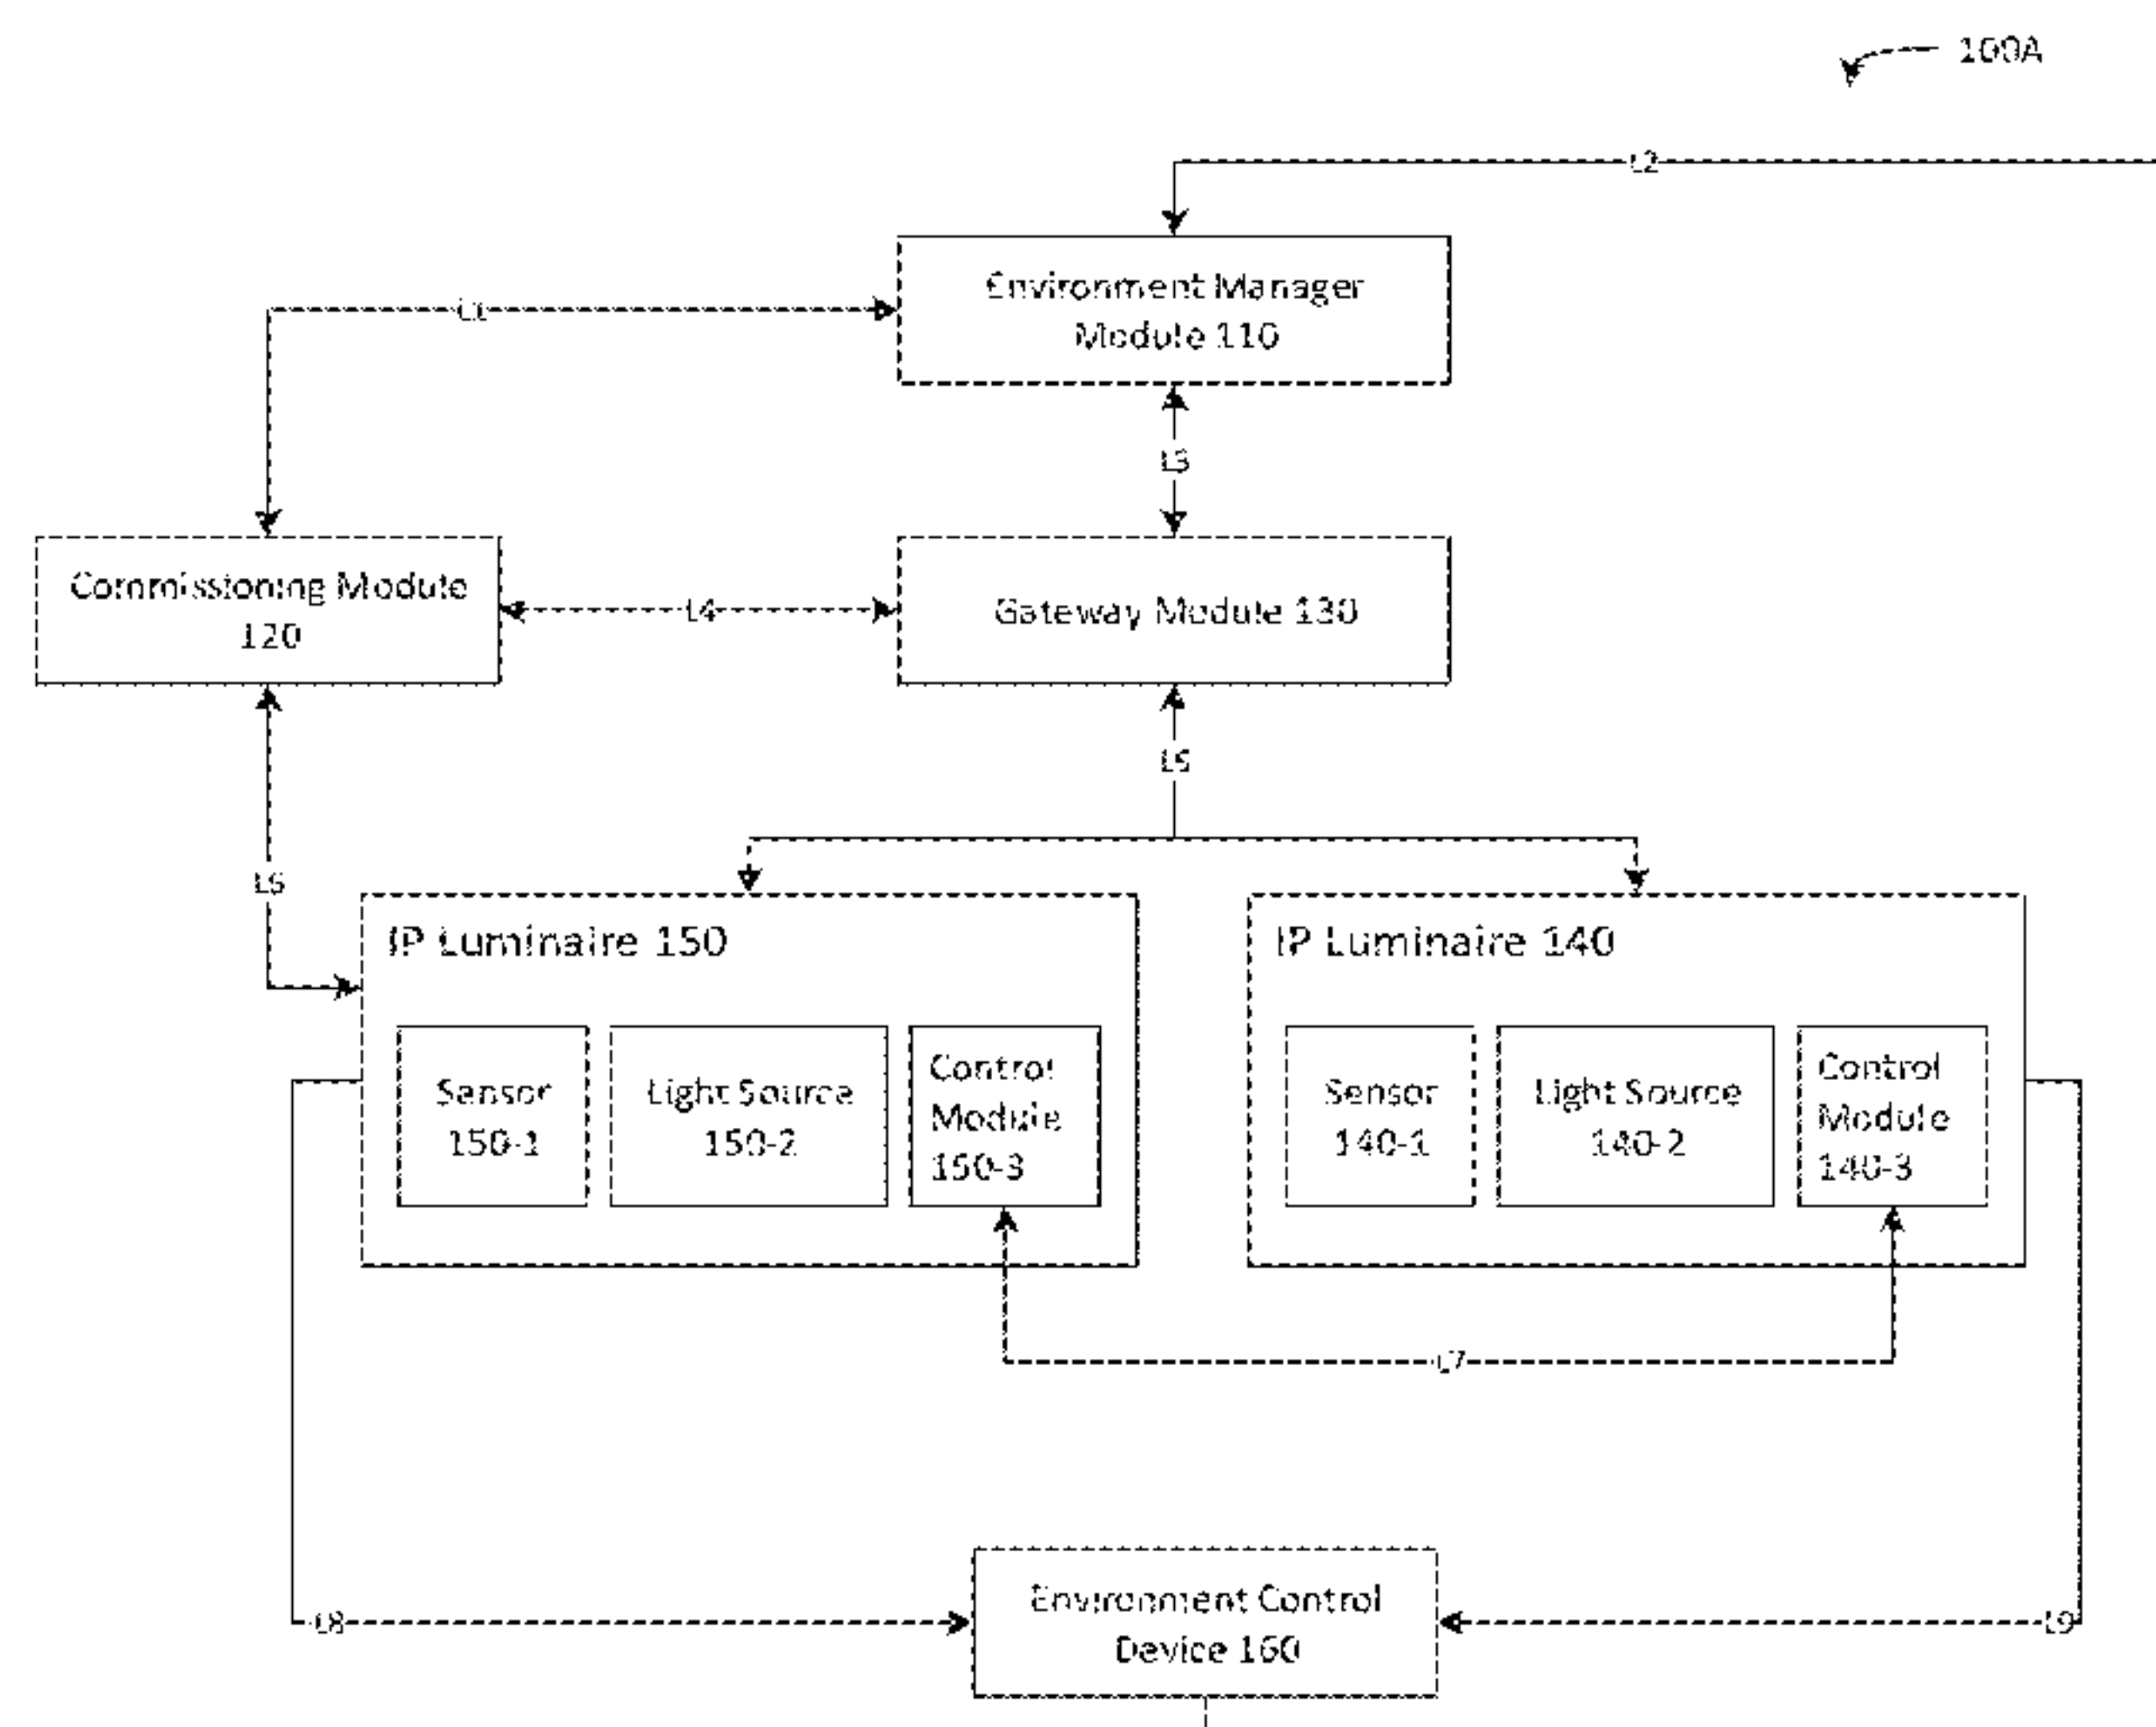 100A
L2
Environment Manager
Module 110
L1
L3
Commissioning Module
120
L4
Gateway Module 130
L5
L6
IP Luminaire 150
IP Luminaire 140
Sensor
150-1
Light Source
150-2
Control
Module
150-3
Sensor
140-1
Light Source
140-2
Control
Module
140-3
L7
Environment Control
Device 160
L8
L9